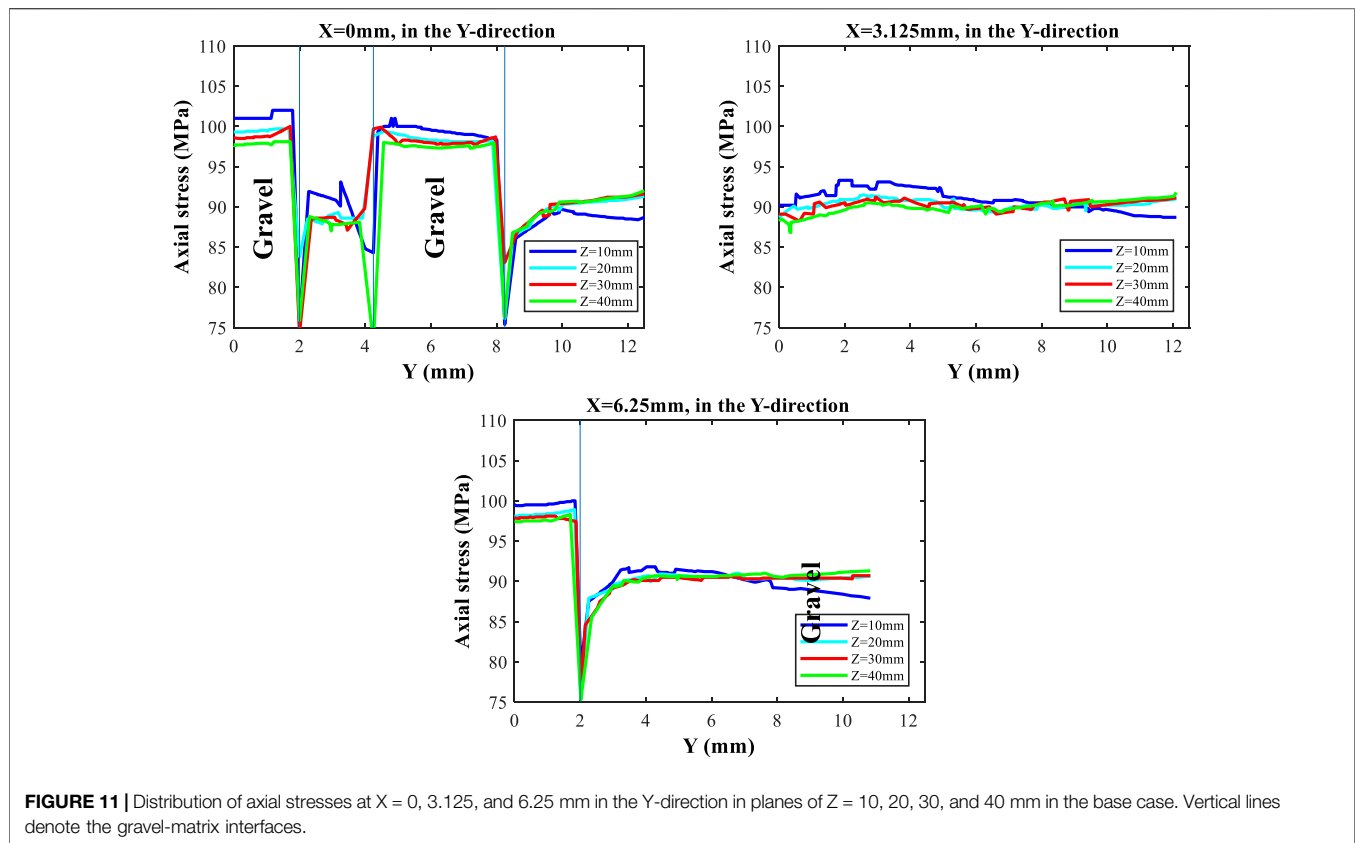 X=0mm, in the Y-direction
110
105
100
95
90
85
80
75
Axial stress (MPa)
Gravel
Gravel
Z=10mm
Z=20mm
Z=30mm
Z=40mm
0 2 4 6 8 10 12
Y (mm)
X=3.125mm, in the Y-direction
110
105
100
95
90
85
80
75
Axial stress (MPa)
Z=10mm
Z=20mm
Z=30mm
Z=40mm
0 2 4 6 8 10 12
Y (mm)
X=6.25mm, in the Y-direction
110
105
100
95
90
85
80
75
Axial stress (MPa)
Gravel
Z=10mm
Z=20mm
Z=30mm
Z=40mm
0 2 4 6 8 10 12
Y (mm)
FIGURE 11 | Distribution of axial stresses at X = 0, 3.125, and 6.25 mm in the Y-direction in planes of Z = 10, 20, 30, and 40 mm in the base case. Vertical lines
denote the gravel-matrix interfaces.